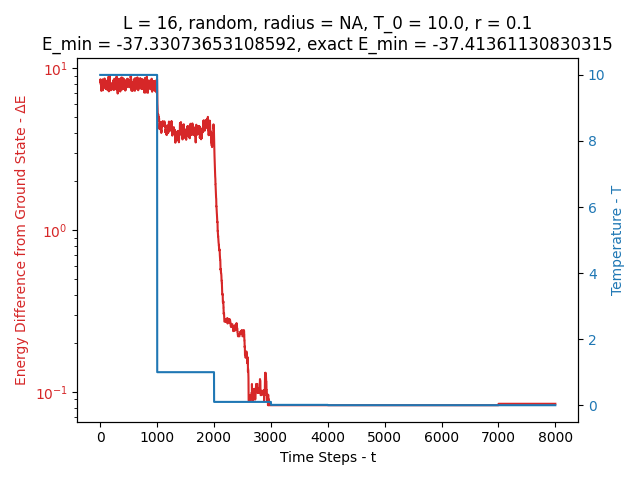 L = 16, random, radius = NA, T_0 = 10.0, r = 0.1
E_min = -37.33073653108592, exact E_min = -37.41361130830315
Energy Difference from Ground State - ΔE
10¹
10⁰
10⁻¹
10
8
6
4
2
0
Temperature - T
0 1000 2000 3000 4000 5000 6000 7000 8000
Time Steps - t